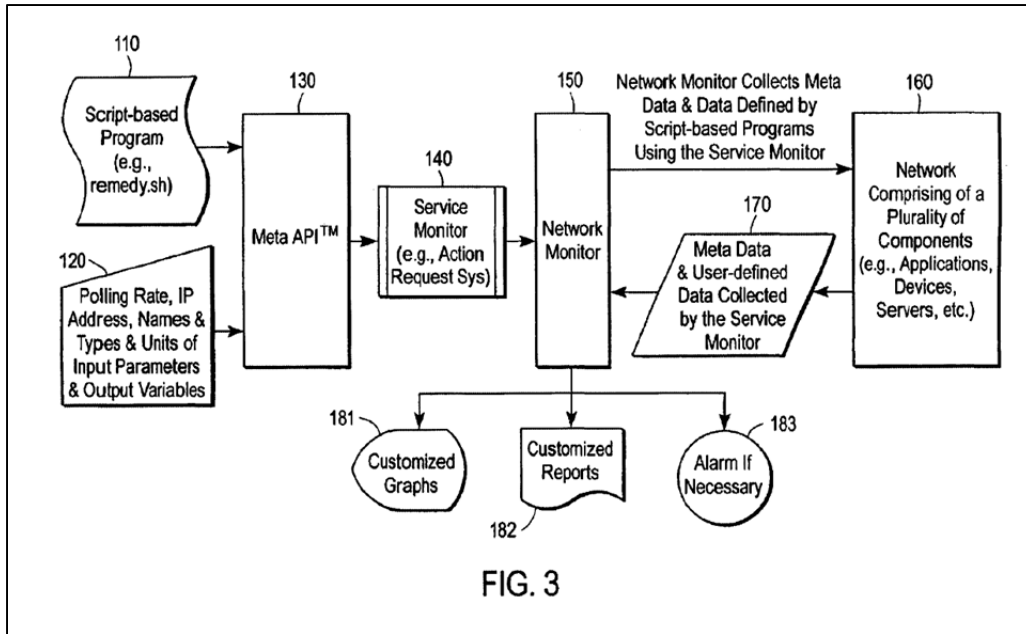 110
Script-based
Program
(e.g.,
remedy.sh)
120
Polling Rate, IP
Address, Names &
Types & Units of
Input Parameters
& Output Variables
130
Meta API™
140
Service
Monitor
(e.g., Action
Request Sys)
150
Network
Monitor
Network Monitor Collects Meta
Data & Data Defined by
Script-based Programs
Using the Service Monitor
160
Network
Comprising of a
Plurality of
Components
(e.g., Applications,
Devices,
Servers, etc.)
170
Meta Data
& User-defined
Data Collected
by the Service
Monitor
181
Customized
Graphs
Customized
Reports
182
183
Alarm If
Necessary
FIG. 3